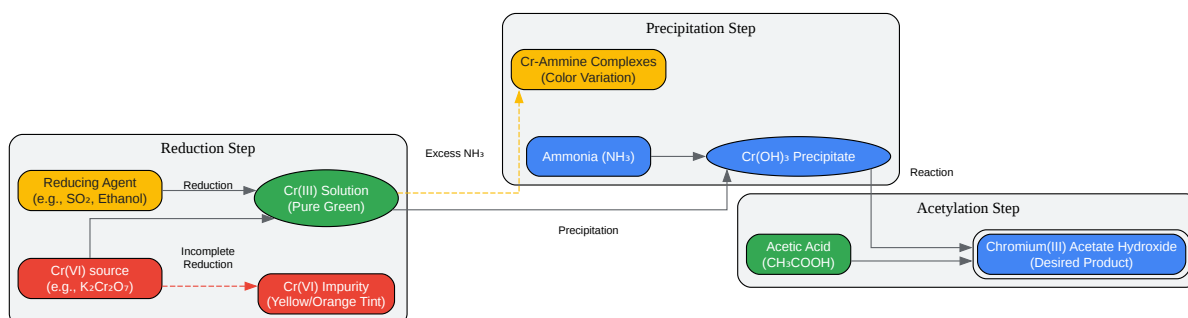 Precipitation Step
Cr-Ammine Complexes
(Color Variation)
Excess NH₃
Ammonia (NH₃)
Cr(OH)₃ Precipitate
Reaction
Reduction Step
Reducing Agent
(e.g., SO₂, Ethanol)
Reduction
Cr(III) Solution
(Pure Green)
Precipitation
Cr(VI) source
(e.g., K₂Cr₂O₇)
Incomplete
Reduction
Cr(VI) Impurity
(Yellow/Orange Tint)
Acetylation Step
Acetic Acid
(CH₃COOH)
Chromium(III) Acetate Hydroxide
(Desired Product)